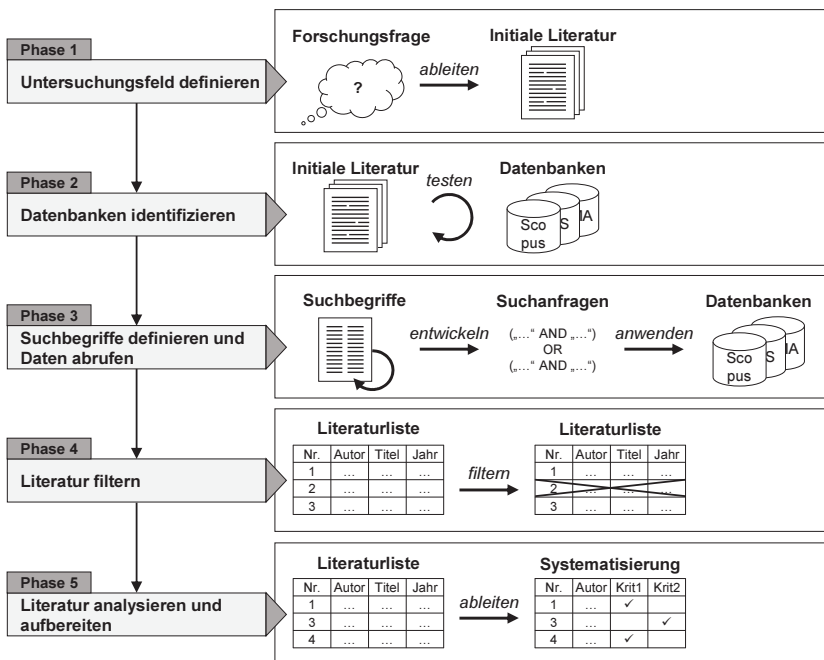 Phase 1
Untersuchungsfeld definieren
Forschungsfrage
Initiale Literatur
ableiten
?
Phase 2
Datenbanken identifizieren
Initiale Literatur
testen
Datenbanken
Sco
pus
S
IA
Phase 3
Suchbegriffe definieren und
Daten abrufen
Suchbegriffe
Suchanfragen
Datenbanken
entwickeln
(„…“ AND „…“)
OR
(„…“ AND „…“)
anwenden
Sco
pus
S
IA
Phase 4
Literatur filtern
Literaturliste
Nr. Autor Titel Jahr
1 … … …
2 … … …
3 … … …
filtern
Literaturliste
Nr. Autor Titel Jahr
1 … … …
2 … … …
3 … … …
Phase 5
Literatur analysieren und
aufbereiten
Literaturliste
Nr. Autor Titel Jahr
1 … … …
3 … … …
4 … … …
ableiten
Systematisierung
Nr. Autor Krit1 Krit2
1 … ✓
3 … ✓
4 … ✓